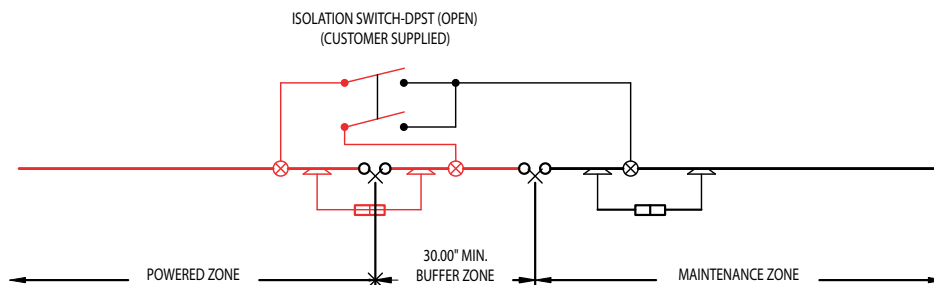 ISOLATION SWITCH-DPST (OPEN)
(CUSTOMER SUPPLIED)
POWERED ZONE
30.00" MIN.
BUFFER ZONE
MAINTENANCE ZONE